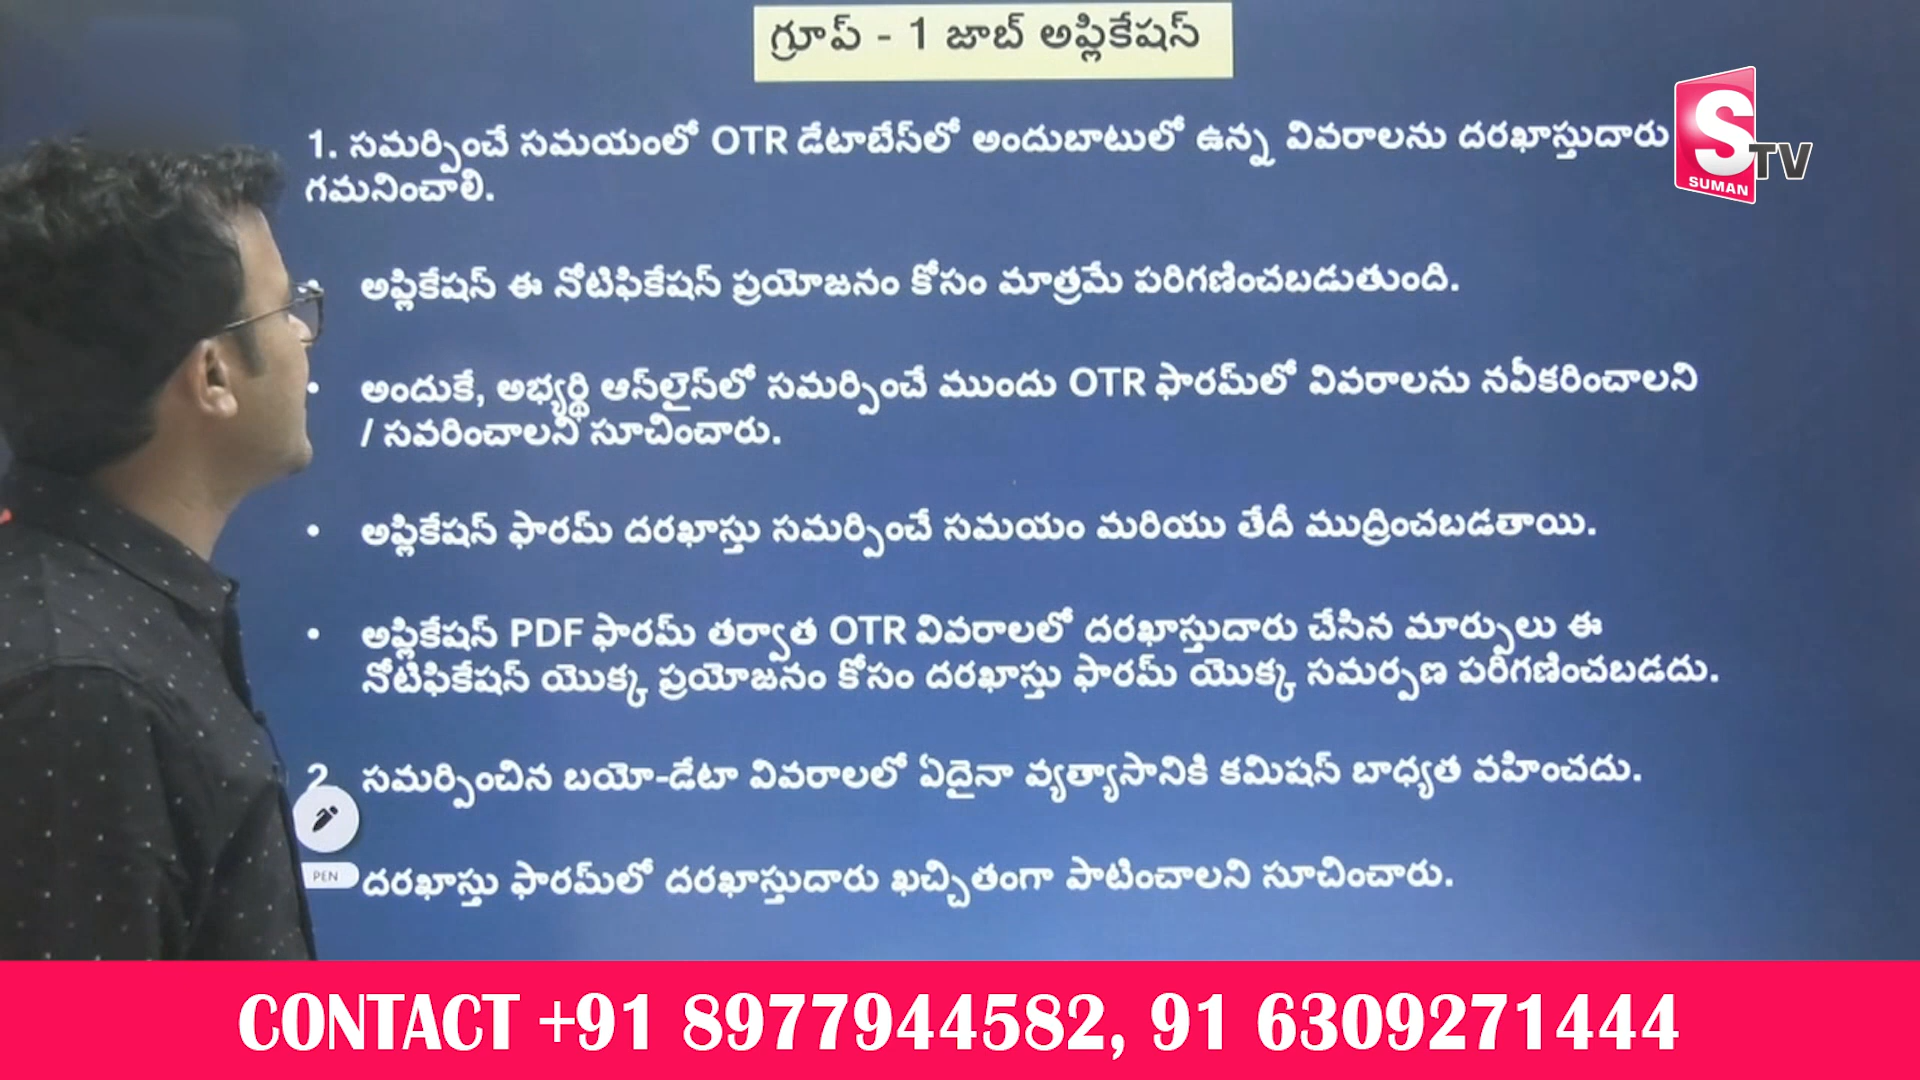 గ్రూప్ - 1 జాబ్ అప్లికేషన్
1. సమర్పించే సమయంలో OTR డేటాబేస్‌లో అందుబాటులో ఉన్న వివరాలను దరఖాస్తుదారు
గమనించాలి.
S TV
SUMAN
• అప్లికేషన్ ఈ నోటిఫికేషన్ ప్రయోజనం కోసం మాత్రమే పరిగణించబడుతుంది.
• అందుకే, అభ్యర్థి ఆన్‌లైన్‌లో సమర్పించే ముందు OTR ఫారమ్‌లో వివరాలను నవీకరించాలని
/ సవరించాలని సూచించారు.
• అప్లికేషన్ ఫారమ్ దరఖాస్తు సమర్పించే సమయం మరియు తేదీ ముద్రించబడతాయి.
• అప్లికేషన్ PDF ఫారమ్ తర్వాత OTR వివరాలలో దరఖాస్తుదారు చేసిన మార్పులు ఈ
నోటిఫికేషన్ యొక్క ప్రయోజనం కోసం దరఖాస్తు ఫారమ్ యొక్క సమర్పణ పరిగణించబడదు.
2. సమర్పించిన బయో-డేటా వివరాలలో ఏదైనా వ్యత్యాసానికి కమిషన్ బాధ్యత వహించదు.
PEN
దరఖాస్తు ఫారమ్‌లో దరఖాస్తుదారు ఖచ్చితంగా పాటించాలని సూచించారు.
CONTACT +91 8977944582, 91 6309271444